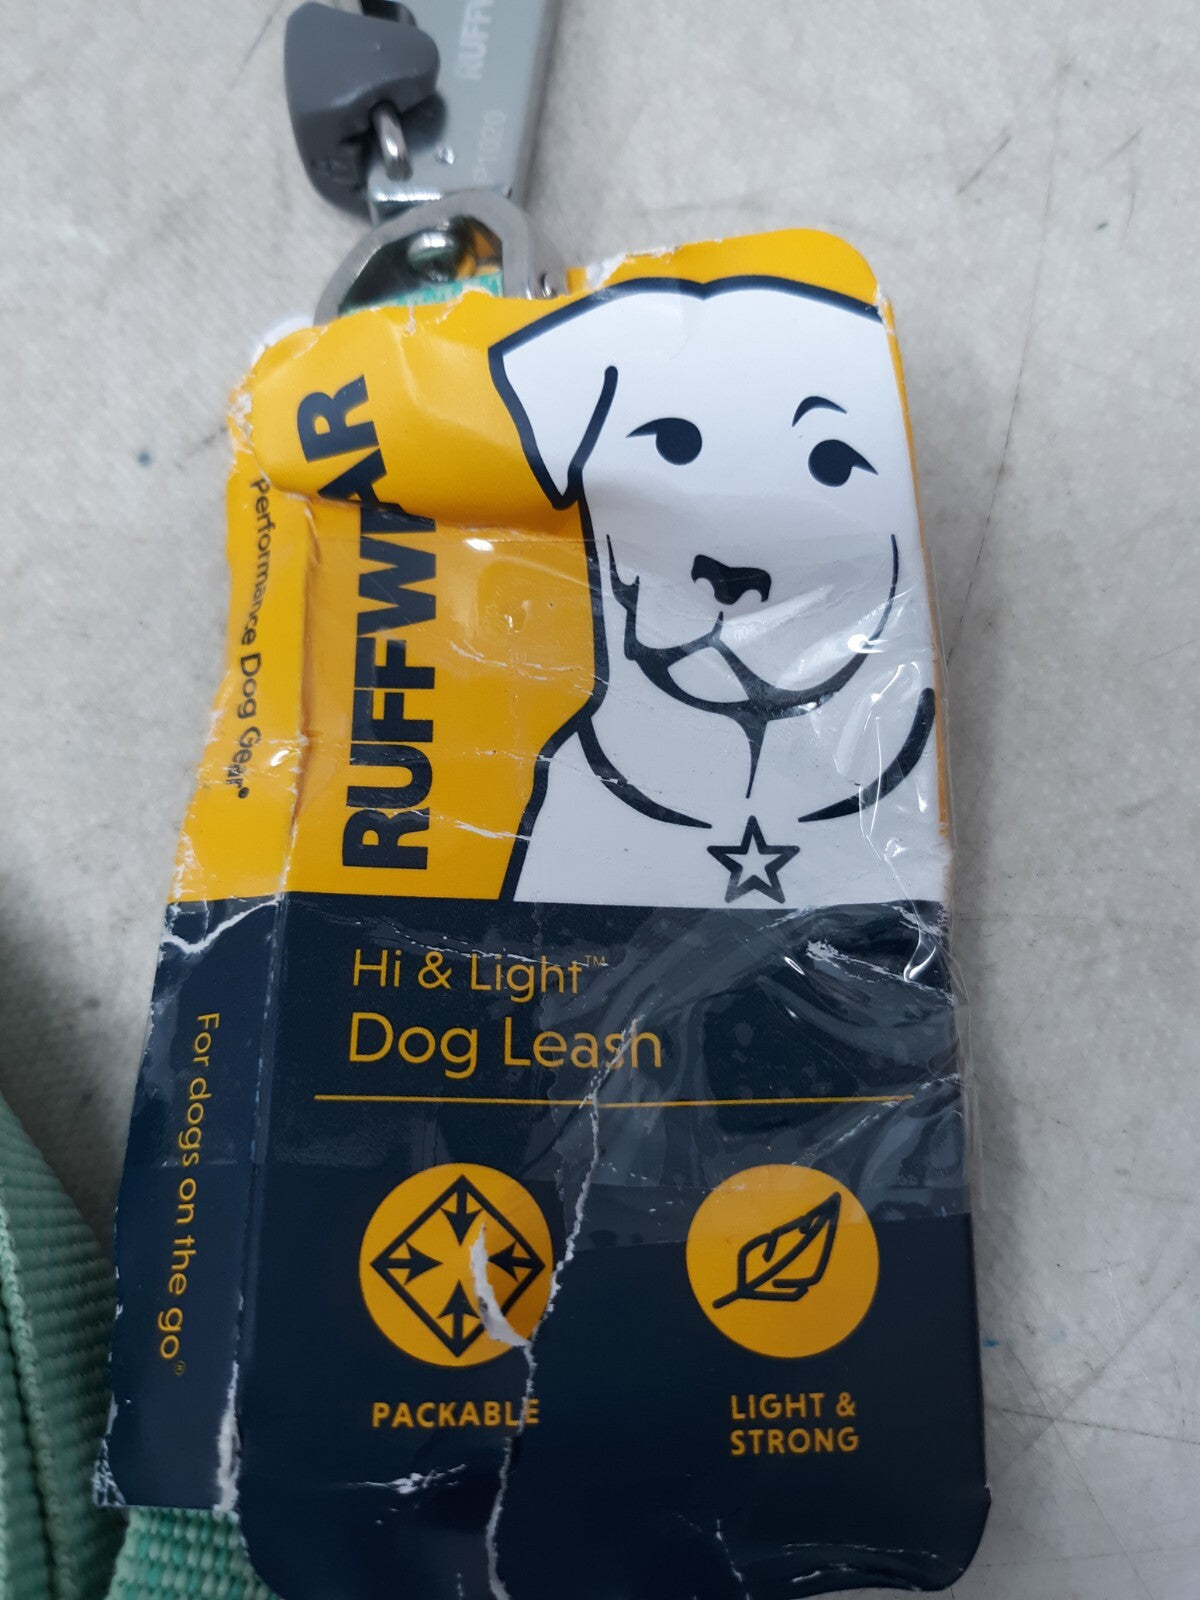 RUFFWEAR
Performance Dog Gear®
Hi & Light™
Dog Leash
For dogs on the go®
PACKABLE
LIGHT &
STRONG